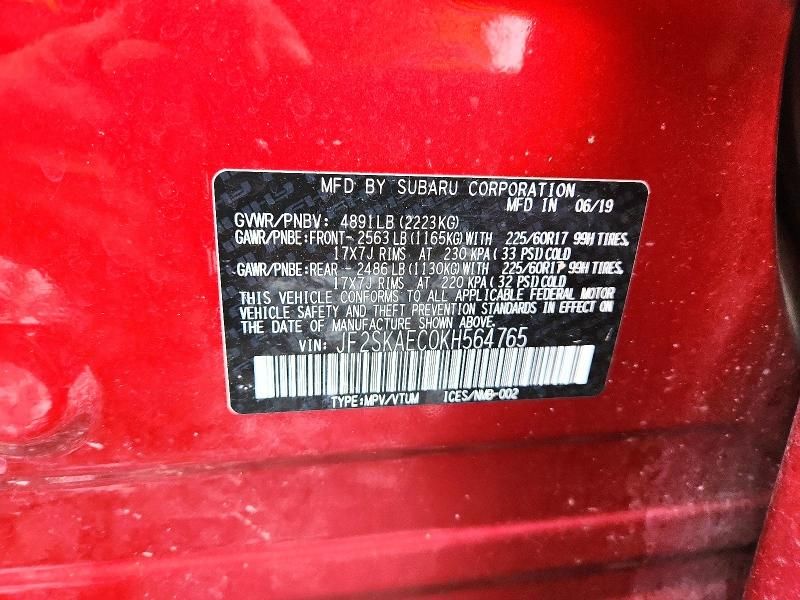 MFD BY SUBARU CORPORATION
MFD IN 06/19
GVWR/PNBV: 4891LB (2223KG)
GAWR/PNBE:FRONT- 2563 LB (1165KG) WITH 225/60R17 99H TIRES,
17X7J RIMS AT 230 KPA ( 33 PSI) COLD
GAWR/PNBE:REAR - 2486 LB (1130KG) WITH 225/60R17 99H TIRES,
17X7J RIMS AT 220 KPA ( 32 PSI) COLD
THIS VEHICLE CONFORMS TO ALL APPLICABLE FEDERAL MOTOR
VEHICLE SAFETY AND BUMPER STANDARDS IN EFFECT ON
THE DATE OF MANUFACTURE SHOWN ABOVE.
VIN: JF2SKAEC0KH564765
TYPE:MPV/VTUM ICES/NMB-002